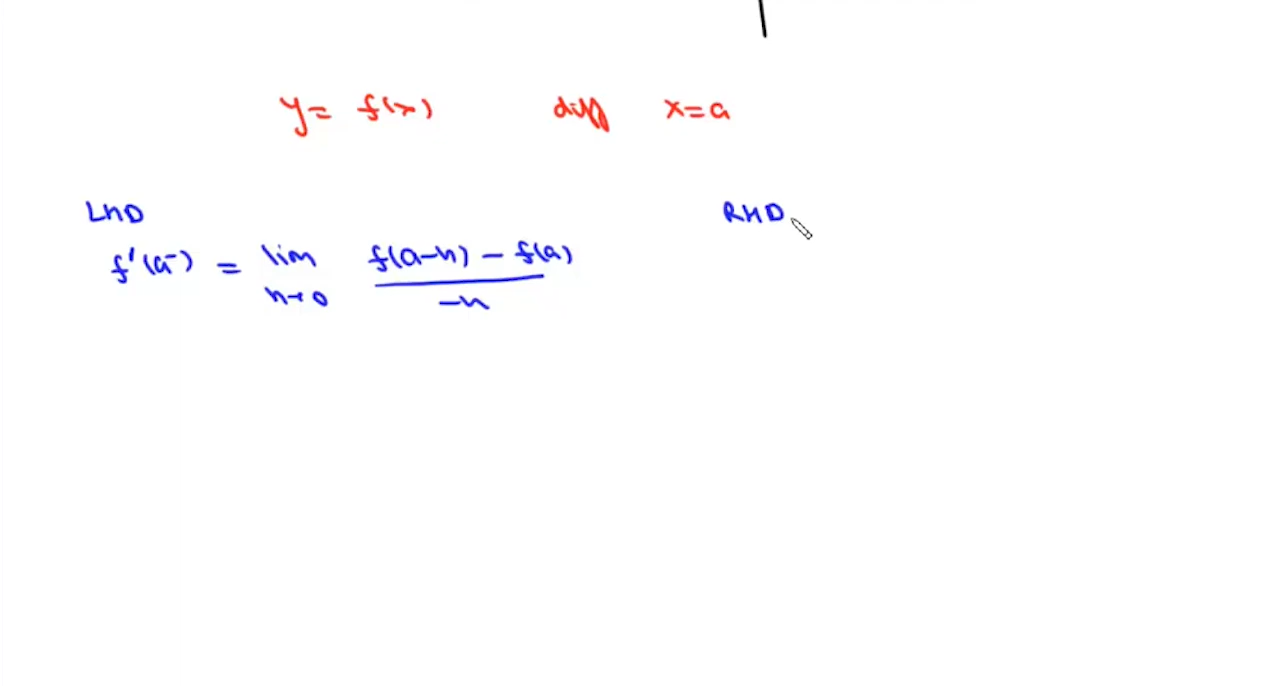 y = f(x) diff x=a
LHD RHD
f'(a⁻) = lim f(a-h) - f(a)
h→0 -h